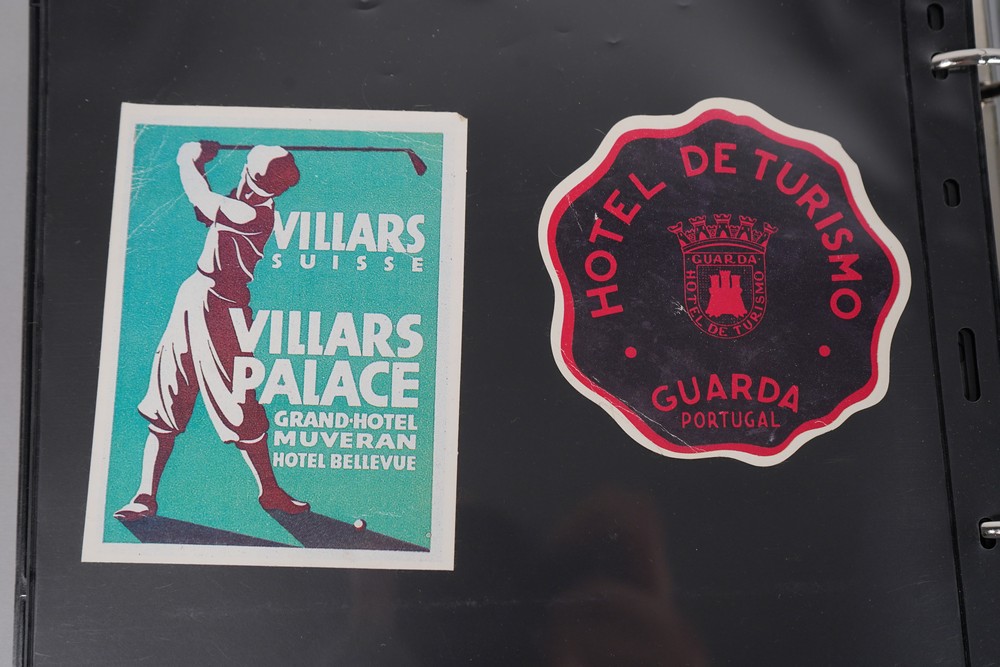 VILLARS
SUISSE
VILLARS
PALACE
GRAND-HOTEL
MUVERAN
HOTEL BELLEVUE
HOTEL DE TURISMO
GUARDA
HOTEL DE TURISMO
GUARDA
PORTUGAL